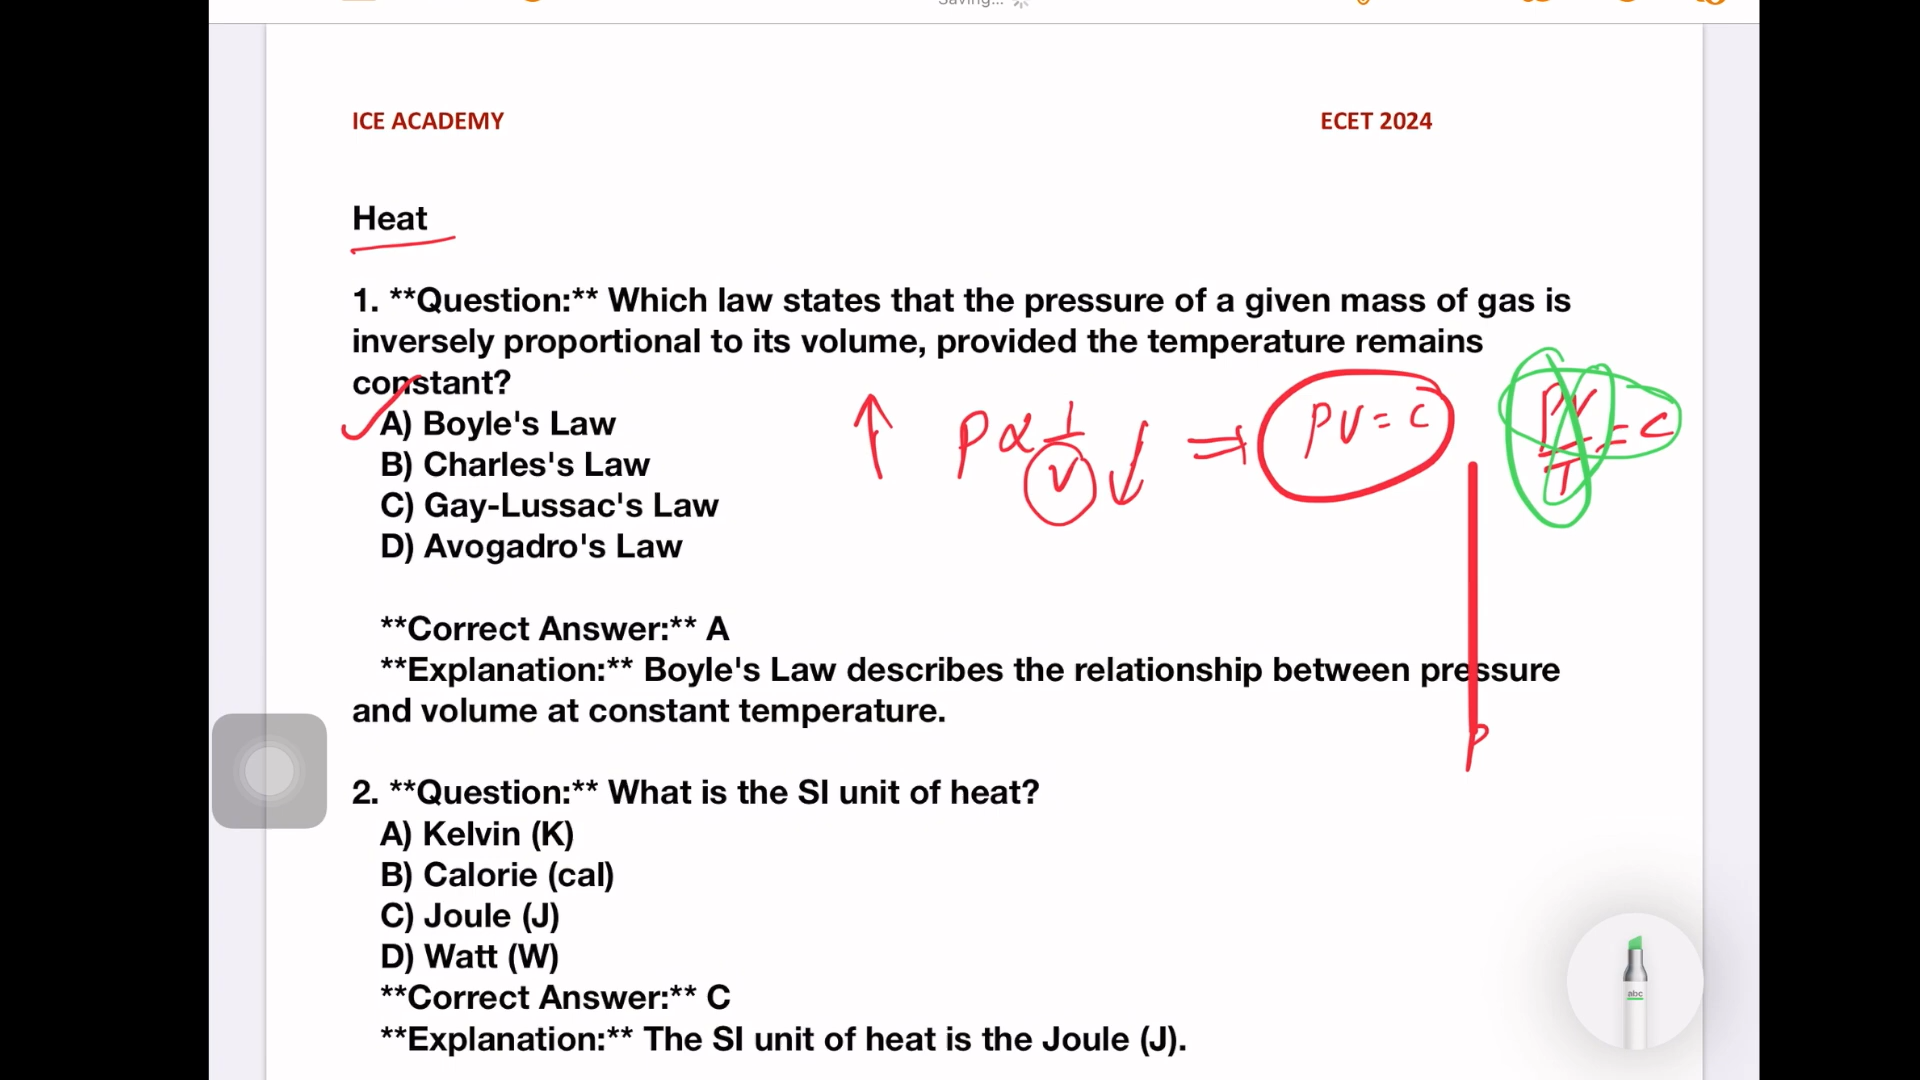 Saving...
ICE ACADEMY ECET 2024
Heat
1. **Question:** Which law states that the pressure of a given mass of gas is
inversely proportional to its volume, provided the temperature remains
constant?
A) Boyle's Law
B) Charles's Law
C) Gay-Lussac's Law
D) Avogadro's Law
↑ P ∝ 1/V ↓ ⇒ PV = C PV/T = C
**Correct Answer:** A
**Explanation:** Boyle's Law describes the relationship between pressure
and volume at constant temperature.
P
2. **Question:** What is the SI unit of heat?
A) Kelvin (K)
B) Calorie (cal)
C) Joule (J)
D) Watt (W)
**Correct Answer:** C
**Explanation:** The SI unit of heat is the Joule (J).
abc